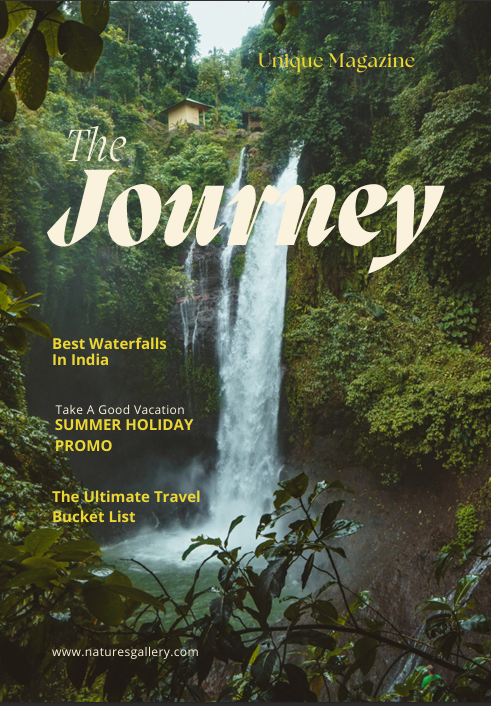 Unique Magazine
The
Journey
Best Waterfalls
In India
Take A Good Vacation
SUMMER HOLIDAY
PROMO
The Ultimate Travel
Bucket List
www.naturesgallery.com